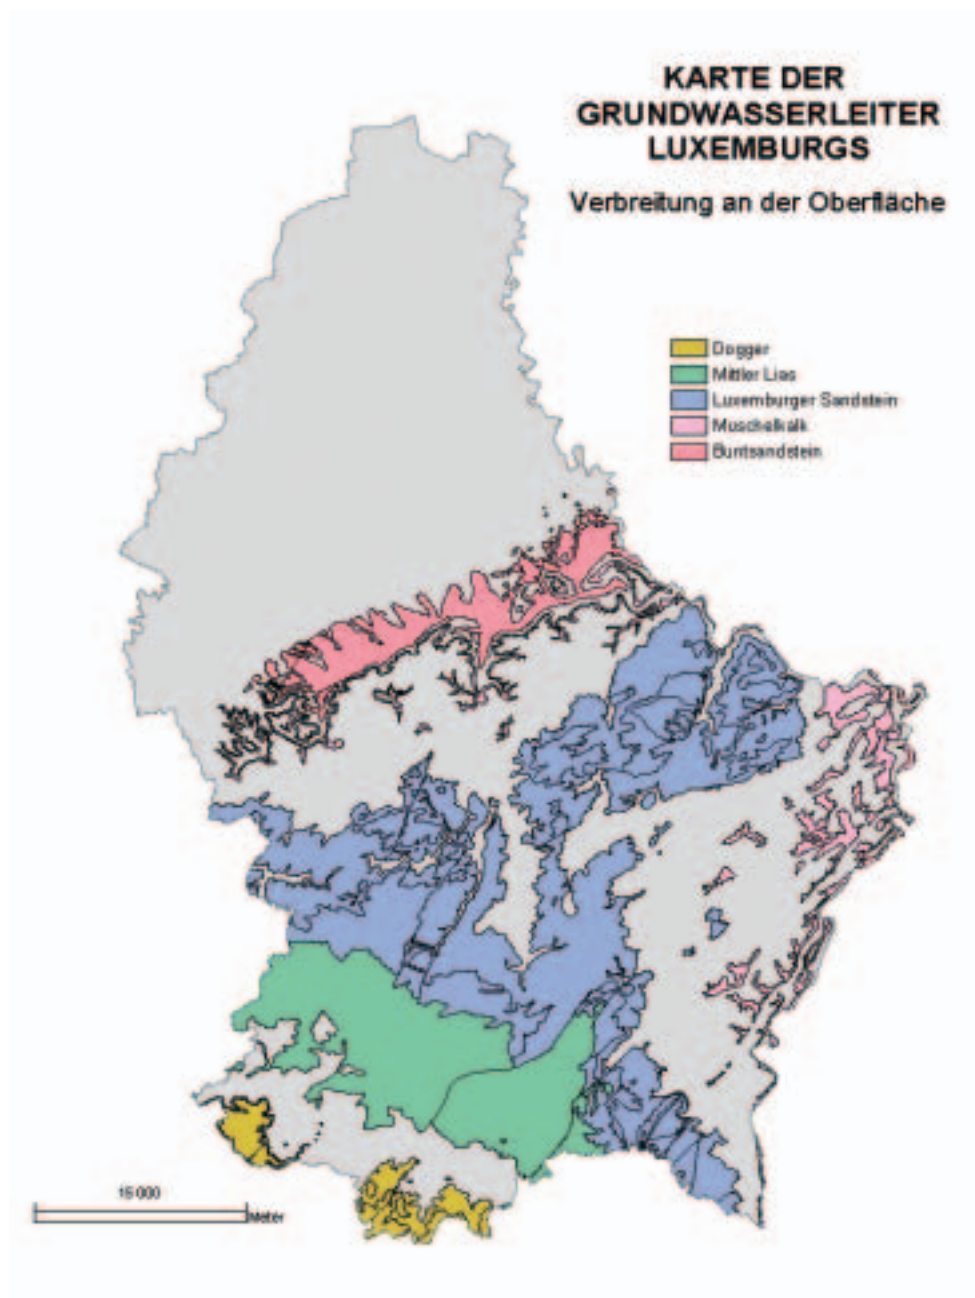 KARTE DER
GRUNDWASSERLEITER
LUXEMBURGS
Verbreitung an der Oberfläche
Dogger
Mittler Lias
Luxemburger Sandstein
Muschelkalk
Buntsandstein
15 000
Meter